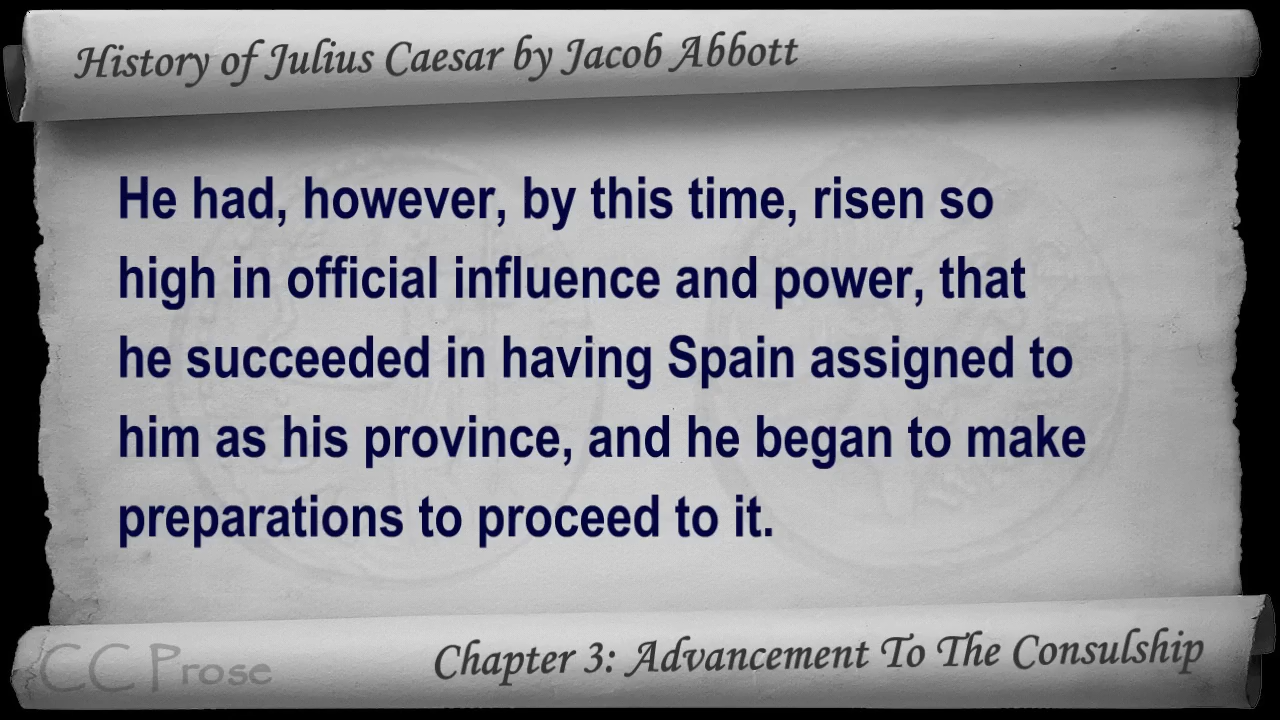 History of Julius Caesar by Jacob Abbott
He had, however, by this time, risen so
high in official influence and power, that
he succeeded in having Spain assigned to
him as his province, and he began to make
preparations to proceed to it.
CC Prose
Chapter 3: Advancement To The Consulship